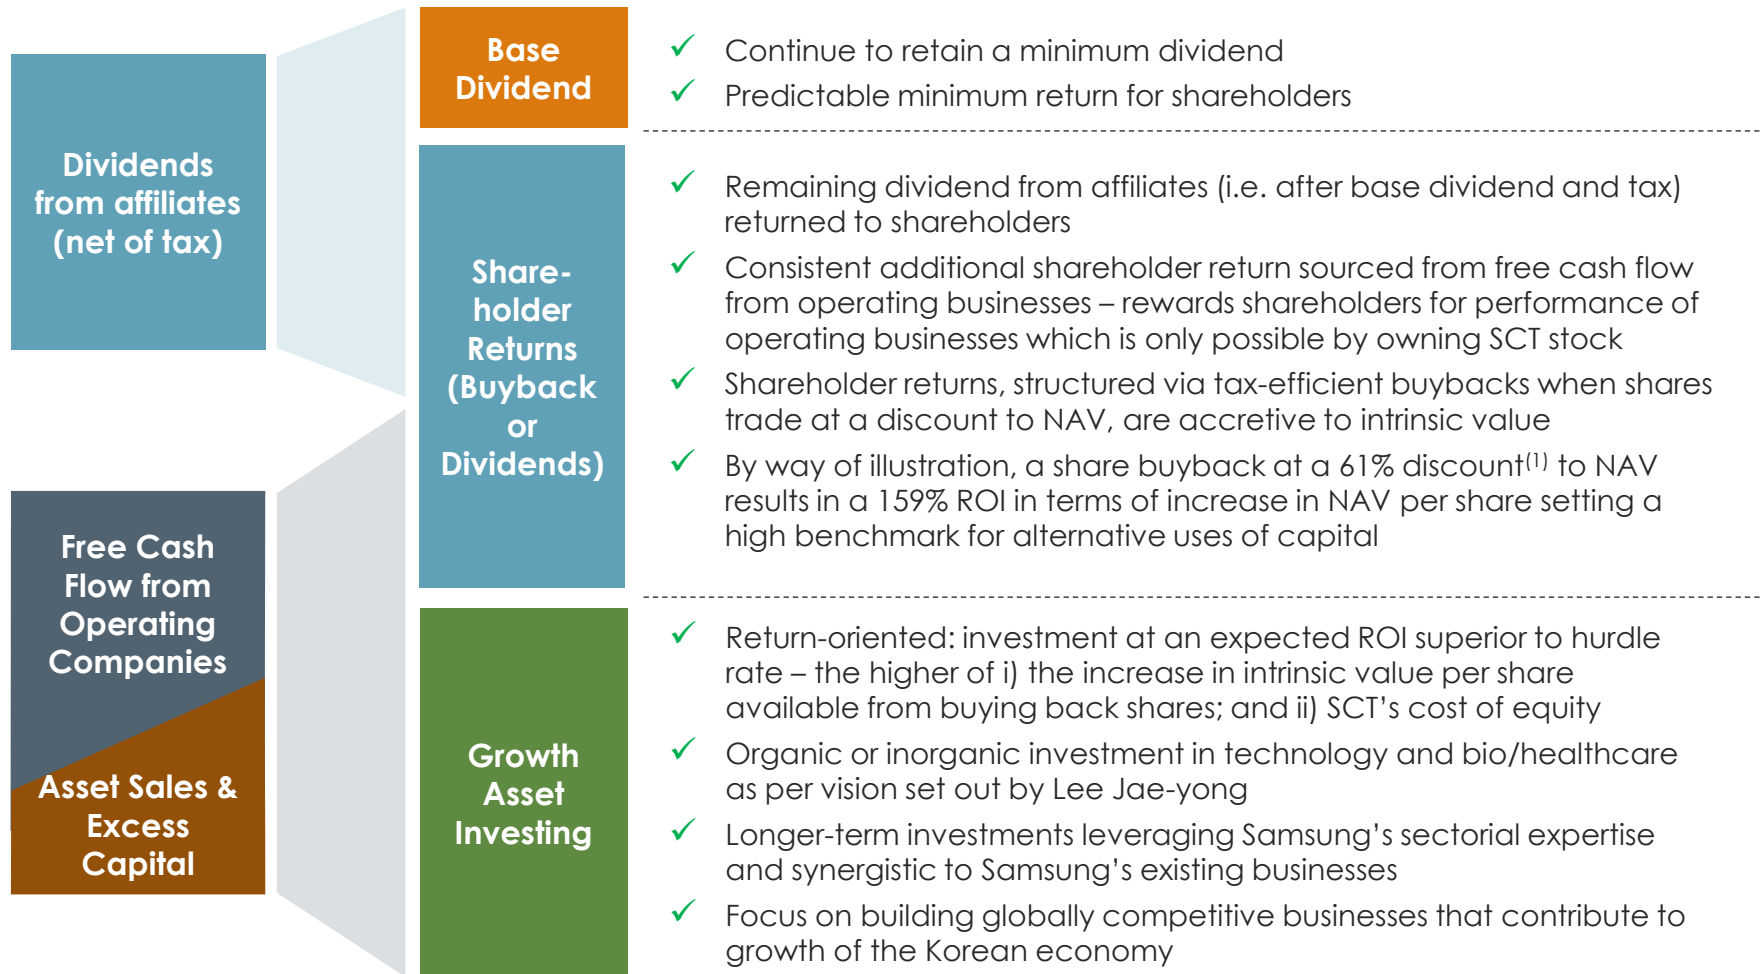 Dividends
from affiliates
(net of tax)
Free Cash
Flow from
Operating
Companies
Asset Sales &
Excess
Capital
Base
Dividend
✓ Continue to retain a minimum dividend
✓ Predictable minimum return for shareholders
Share-
holder
Returns
(Buyback
or
Dividends)
✓ Remaining dividend from affiliates (i.e. after base dividend and tax)
returned to shareholders
✓ Consistent additional shareholder return sourced from free cash flow
from operating businesses – rewards shareholders for performance of
operating businesses which is only possible by owning SCT stock
✓ Shareholder returns, structured via tax-efficient buybacks when shares
trade at a discount to NAV, are accretive to intrinsic value
✓ By way of illustration, a share buyback at a 61% discount(1) to NAV
results in a 159% ROI in terms of increase in NAV per share setting a
high benchmark for alternative uses of capital
Growth
Asset
Investing
✓ Return-oriented: investment at an expected ROI superior to hurdle
rate – the higher of i) the increase in intrinsic value per share
available from buying back shares; and ii) SCT’s cost of equity
✓ Organic or inorganic investment in technology and bio/healthcare
as per vision set out by Lee Jae-yong
✓ Longer-term investments leveraging Samsung’s sectorial expertise
and synergistic to Samsung’s existing businesses
✓ Focus on building globally competitive businesses that contribute to
growth of the Korean economy